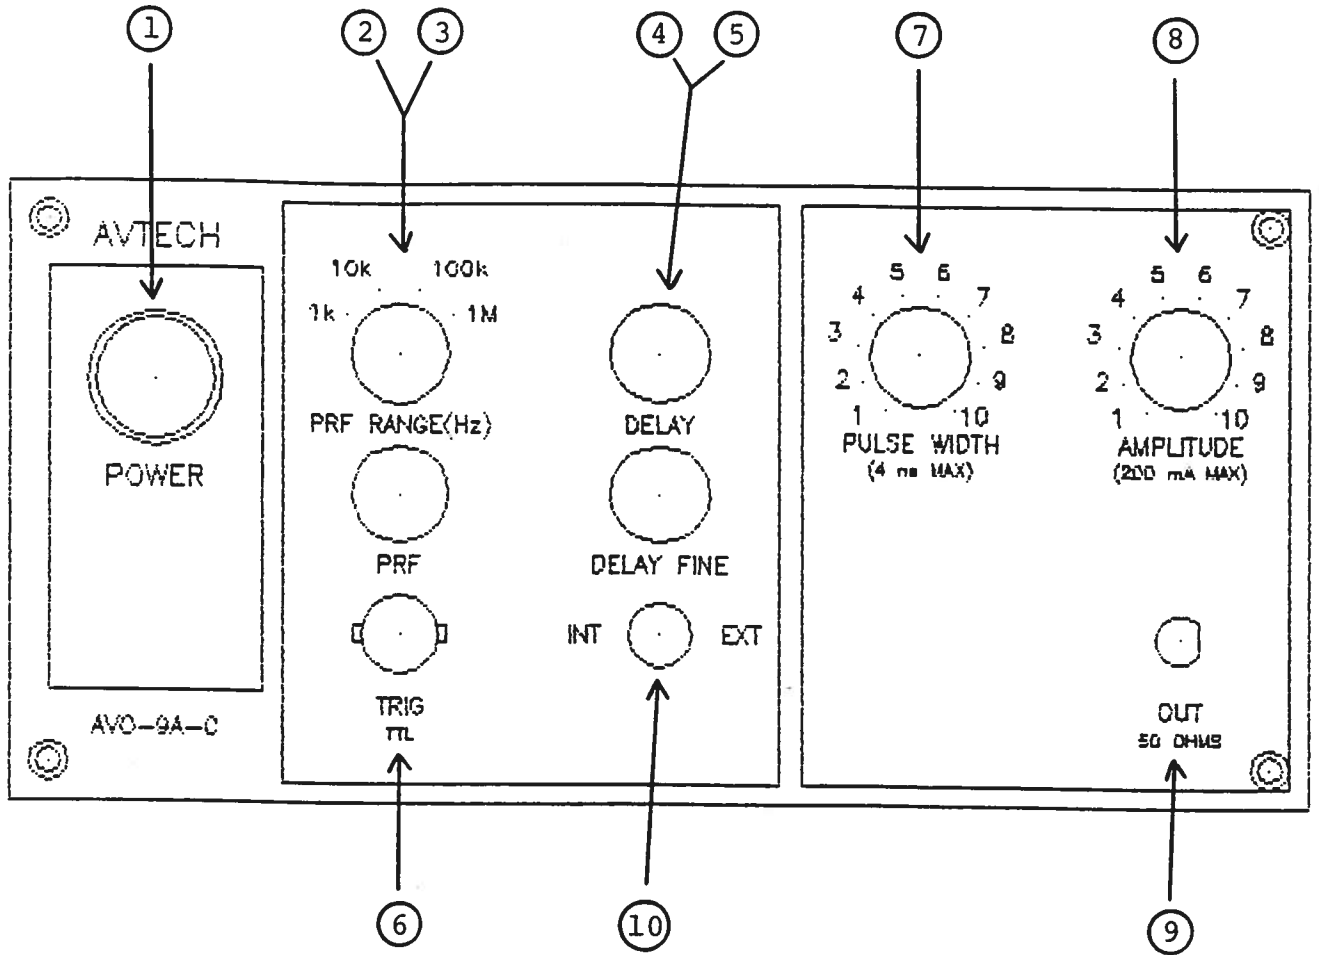 1 2 3 4 5 7 8
AVTECH
POWER
AVO-9A-C
10k 100k
1k 1M
PRF RANGE(Hz)
PRF
TRIG
TTL
DELAY
DELAY FINE
INT EXT
1 2 3 4 5 6 7 8 9 10
PULSE WIDTH
(4 ns MAX)
1 2 3 4 5 6 7 8 9 10
AMPLITUDE
(200 mA MAX)
OUT
50 OHMS
6 10 9